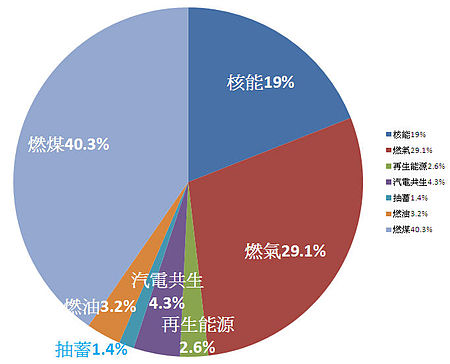 核能19%
燃煤40.3%
燃氣29.1%
汽電共生
4.3%
燃油3.2%
再生能源
2.6%
抽蓄1.4%
核能19%
燃氣29.1%
再生能源2.6%
汽電共生4.3%
抽蓄1.4%
燃油3.2%
燃煤40.3%